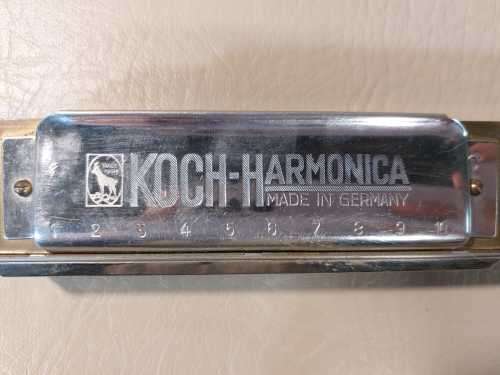 KOCH-HARMONICA
MADE IN GERMANY
1 2 3 4 5 6 7 8 9 10